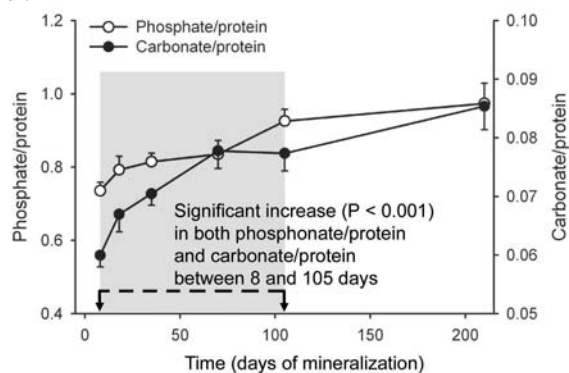 1.2
1.0
0.8
0.6
0.4
Phosphate/protein
Phosphate/protein
Carbonate/protein
Significant increase (P < 0.001)
in both phosphonate/protein
and carbonate/protein
between 8 and 105 days
0.10
0.09
0.08
0.07
0.06
0.05
Carbonate/protein
0 50 100 150 200
Time (days of mineralization)